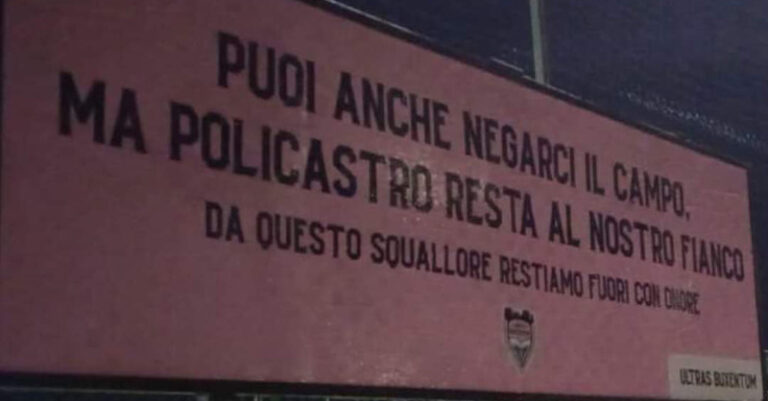 PUOI ANCHE NEGARCI IL CAMPO,
MA POLICASTRO RESTA AL NOSTRO FIANCO
DA QUESTO SQUALLORE RESTIAMO FUORI CON ONORE
ULTRAS BUXENTUM